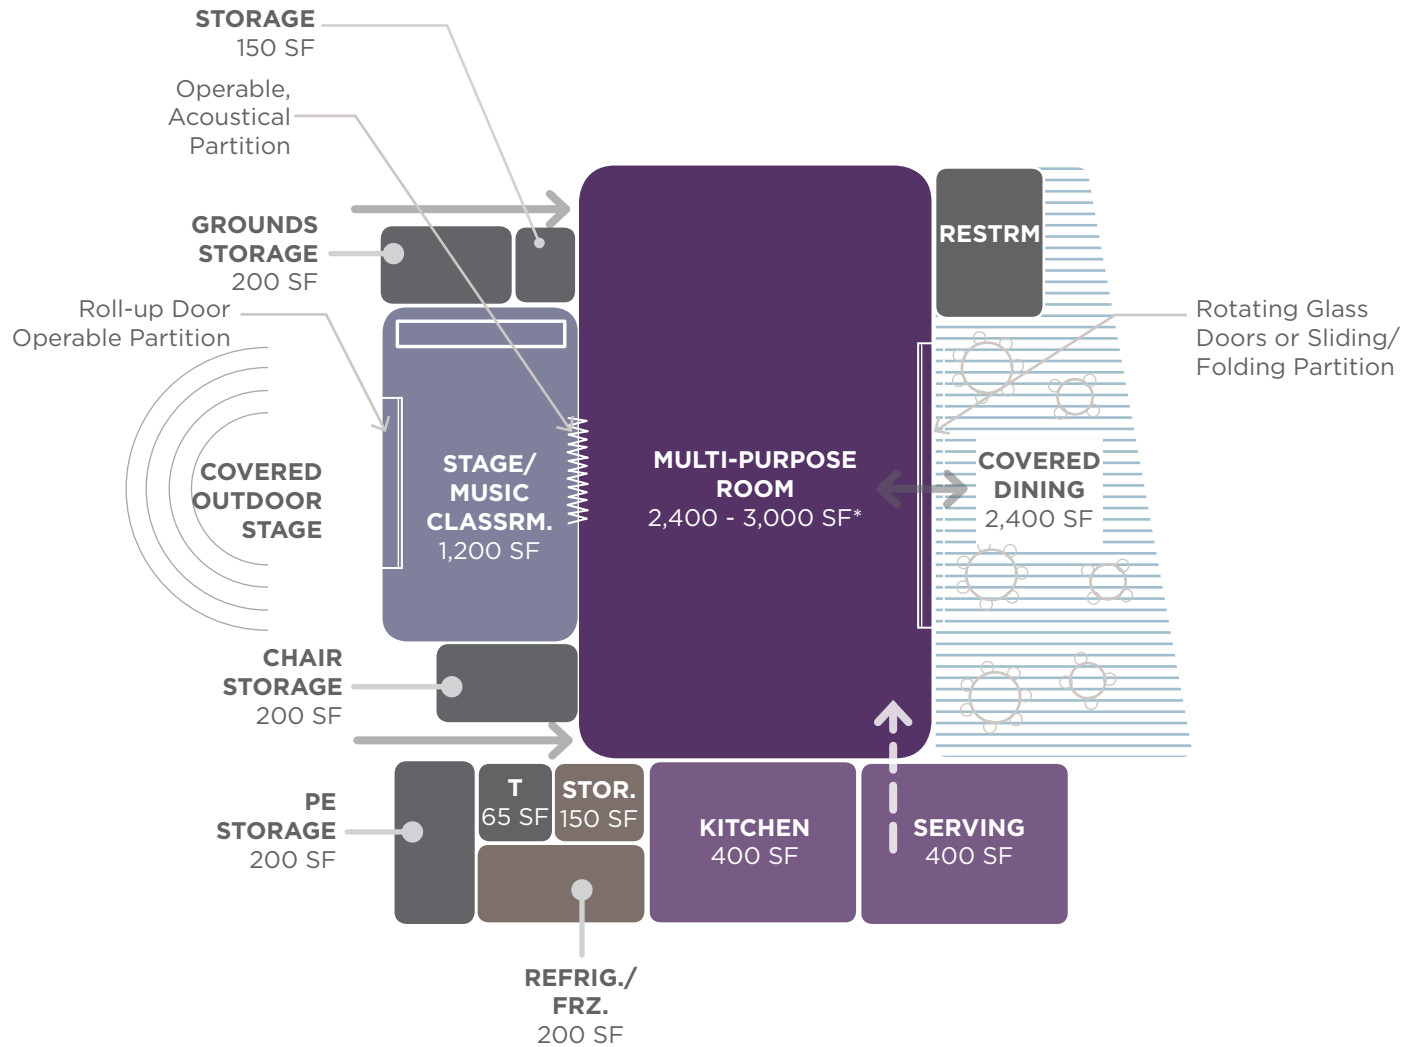 STORAGE
150 SF
Operable,
Acoustical
Partition
GROUNDS
STORAGE
200 SF
Roll-up Door
Operable Partition
RESTRM
Rotating Glass
Doors or Sliding/
Folding Partition
COVERED
OUTDOOR
STAGE
STAGE/
MUSIC
CLASSRM.
1,200 SF
MULTI-PURPOSE
ROOM
2,400 - 3,000 SF*
COVERED
DINING
2,400 SF
CHAIR
STORAGE
200 SF
PE
STORAGE
200 SF
T
65 SF
STOR.
150 SF
KITCHEN
400 SF
SERVING
400 SF
REFRIG./
FRZ.
200 SF